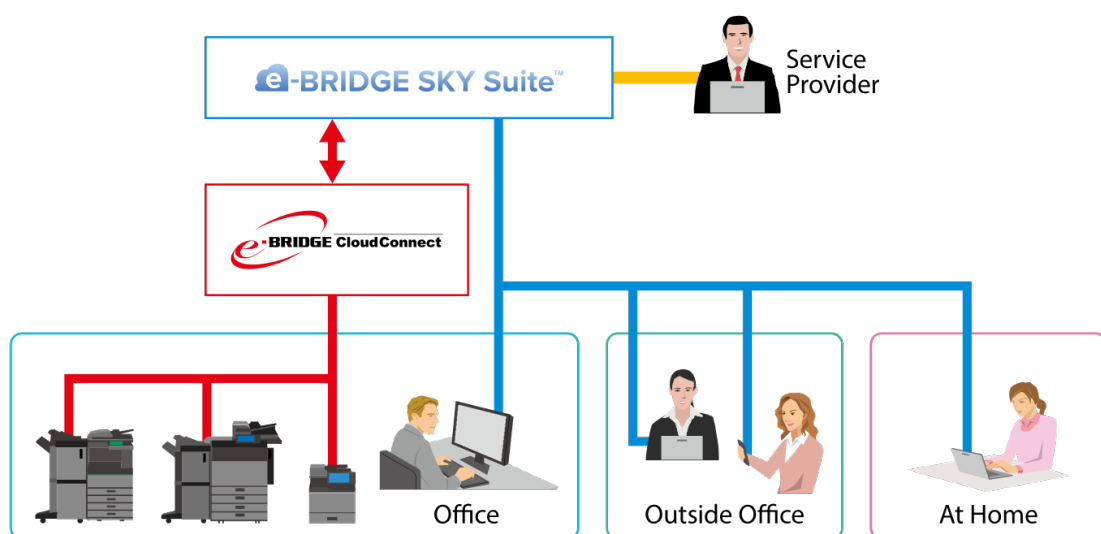 e-BRIDGE SKY Suite™
Service
Provider
e-BRIDGE CloudConnect
Office
Outside Office
At Home